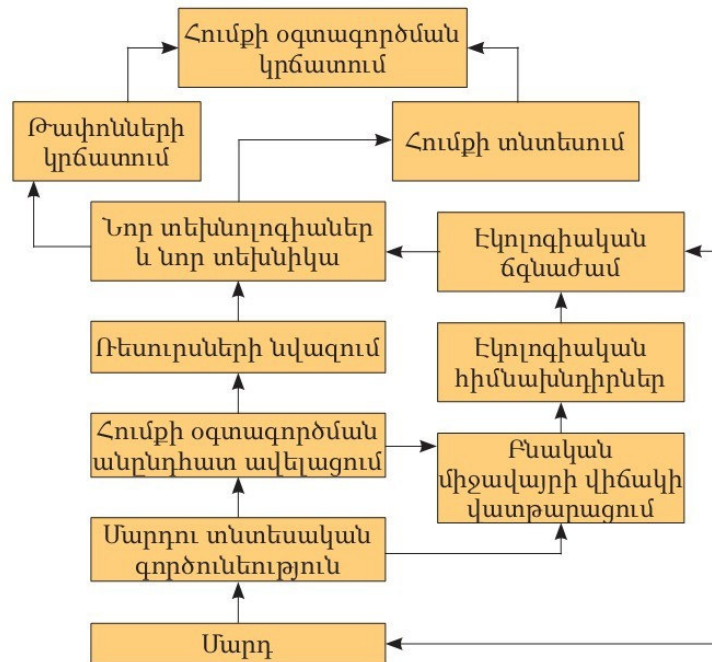 Հումքի օգտագործման
կրճատում
Թափոնների
կրճատում
Հումքի տնտեսում
Նոր տեխնոլոգիաներ
և նոր տեխնիկա
Էկոլոգիական
ճգնաժամ
Ռեսուրսների նվազում
Էկոլոգիական
հիմնախնդիրներ
Հումքի օգտագործման
անընդհատ ավելացում
Բնական
միջավայրի վիճակի
վատթարացում
Մարդու տնտեսական
գործունեություն
Մարդ